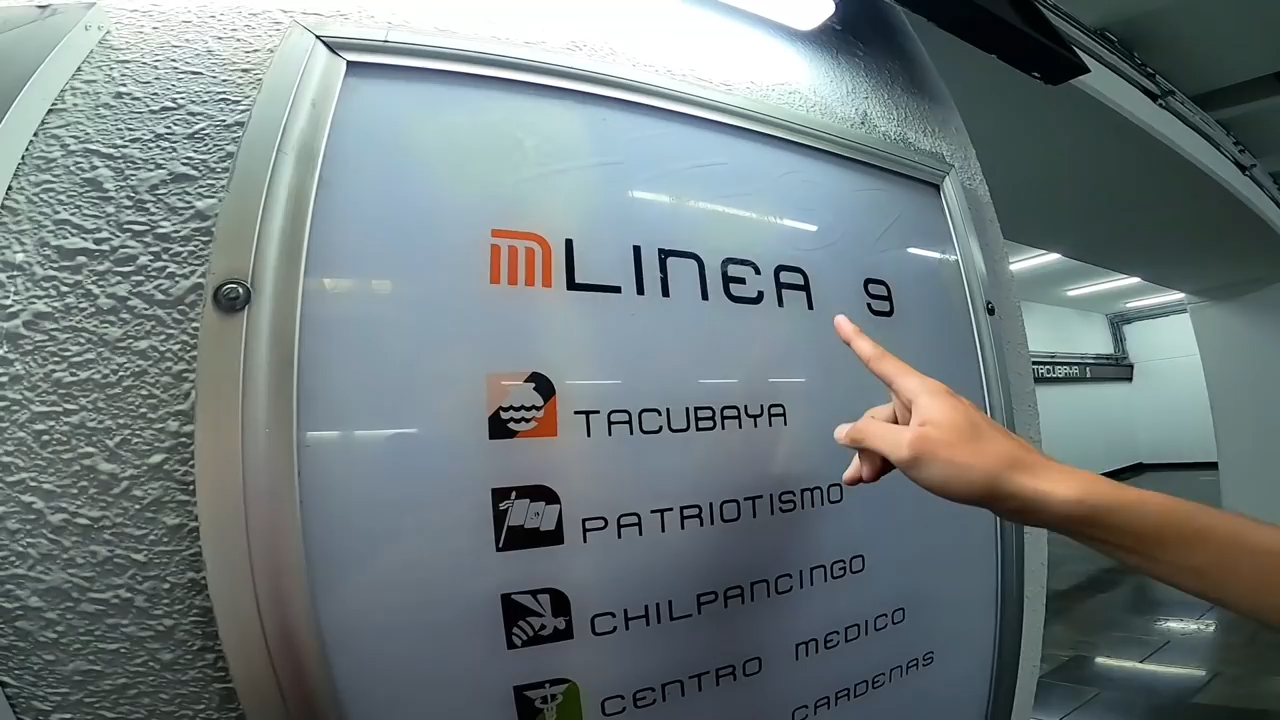 LINEA 9
TACUBAYA
PATRIOTISMO
CHILPANCINGO
CENTRO MEDICO
CARDENAS
TACUBAYA